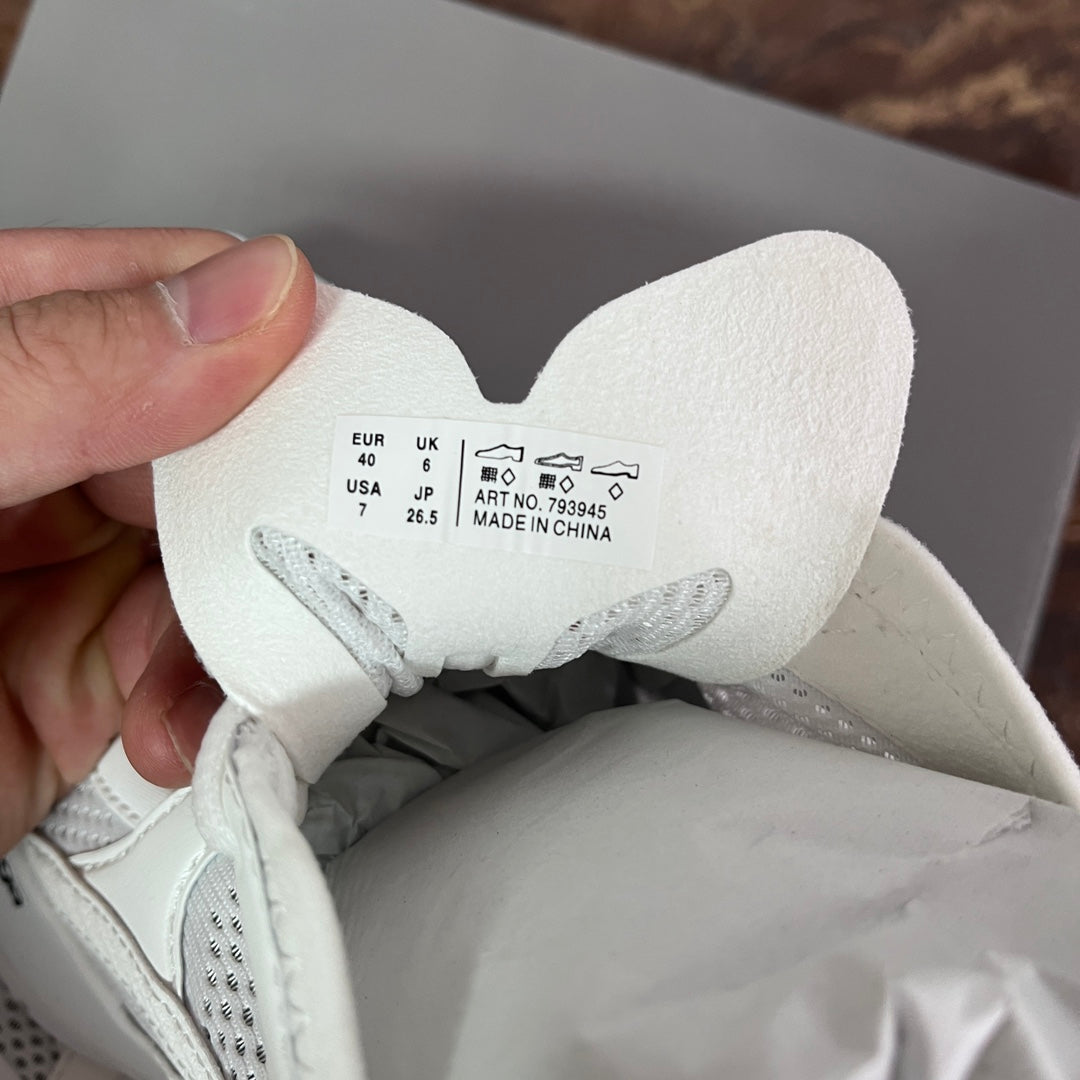 EUR UK
40 6
USA JP
7 26.5
ART NO. 793945
MADE IN CHINA